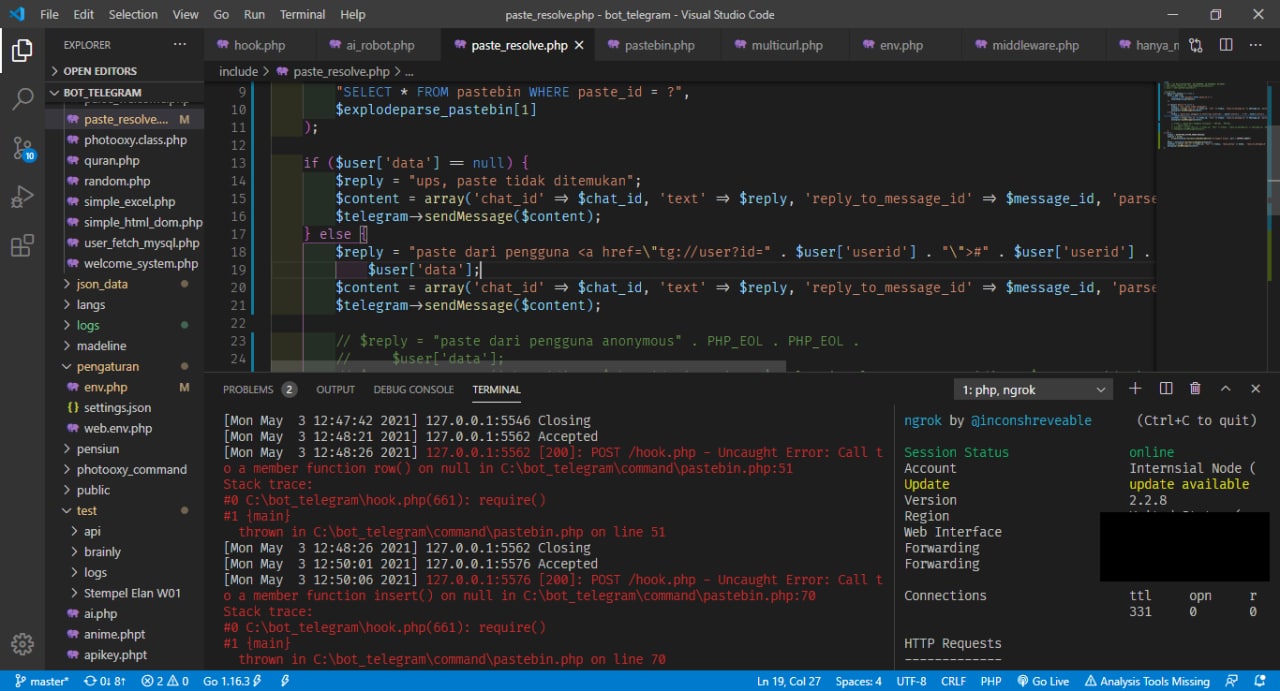 File Edit Selection View Go Run Terminal Help
paste_resolve.php - bot_telegram - Visual Studio Code
EXPLORER
OPEN EDITORS
BOT_TELEGRAM
paste_resolve.... M
photooxy.class.php
quran.php
random.php
simple_excel.php
simple_html_dom.php
user_fetch_mysql.php
welcome_system.php
json_data
langs
logs
madeline
pengaturan
env.php M
settings.json
web.env.php
pensiun
photooxy_command
public
test
api
brainly
logs
Stempel Elan W01
ai.php
anime.phpt
apikey.phpt
10
hook.php ai_robot.php paste_resolve.php pastebin.php multicurl.php env.php middleware.php hanya_
include > paste_resolve.php > ...
9 "SELECT * FROM pastebin WHERE paste_id = ?",
10 $explodeparse_pastebin[1]
11 );
12
13 if ($user['data'] == null) {
14 $reply = "ups, paste tidak ditemukan";
15 $content = array('chat_id' => $chat_id, 'text' => $reply, 'reply_to_message_id' => $message_id, 'parse
16 $telegram->sendMessage($content);
17 } else {
18 $reply = "paste dari pengguna <a href=\"tg://user?id=" . $user['userid'] . "\">#" . $user['userid'] .
19 $user['data'];
20 $content = array('chat_id' => $chat_id, 'text' => $reply, 'reply_to_message_id' => $message_id, 'parse
21 $telegram->sendMessage($content);
22
23 // $reply = "paste dari pengguna anonymous" . PHP_EOL . PHP_EOL .
24 // $user['data'];
PROBLEMS 2 OUTPUT DEBUG CONSOLE TERMINAL
1: php, ngrok
[Mon May  3 12:47:42 2021] 127.0.0.1:5546 Closing
[Mon May  3 12:48:21 2021] 127.0.0.1:5562 Accepted
[Mon May  3 12:48:26 2021] 127.0.0.1:5562 [200]: POST /hook.php - Uncaught Error: Call t
o a member function row() on null in C:\bot_telegram\command\pastebin.php:51
Stack trace:
#0 C:\bot_telegram\hook.php(661): require()
#1 {main}
thrown in C:\bot_telegram\command\pastebin.php on line 51
[Mon May  3 12:48:26 2021] 127.0.0.1:5562 Closing
[Mon May  3 12:50:01 2021] 127.0.0.1:5576 Accepted
[Mon May  3 12:50:06 2021] 127.0.0.1:5576 [200]: POST /hook.php - Uncaught Error: Call t
o a member function insert() on null in C:\bot_telegram\command\pastebin.php:70
Stack trace:
#0 C:\bot_telegram\hook.php(661): require()
#1 {main}
thrown in C:\bot_telegram\command\pastebin.php on line 70
ngrok by @inconshreveable (Ctrl+C to quit)
Session Status online
Account Internsial Node (
Update update available
Version 2.2.8
Region
Web Interface
Forwarding
Forwarding
Connections ttl opn r
331 0 0
HTTP Requests
-------------
master* 0↓ 8↑ 2 0 Go 1.16.3 Ln 19, Col 27 Spaces: 4 UTF-8 CRLF PHP Go Live Analysis Tools Missing